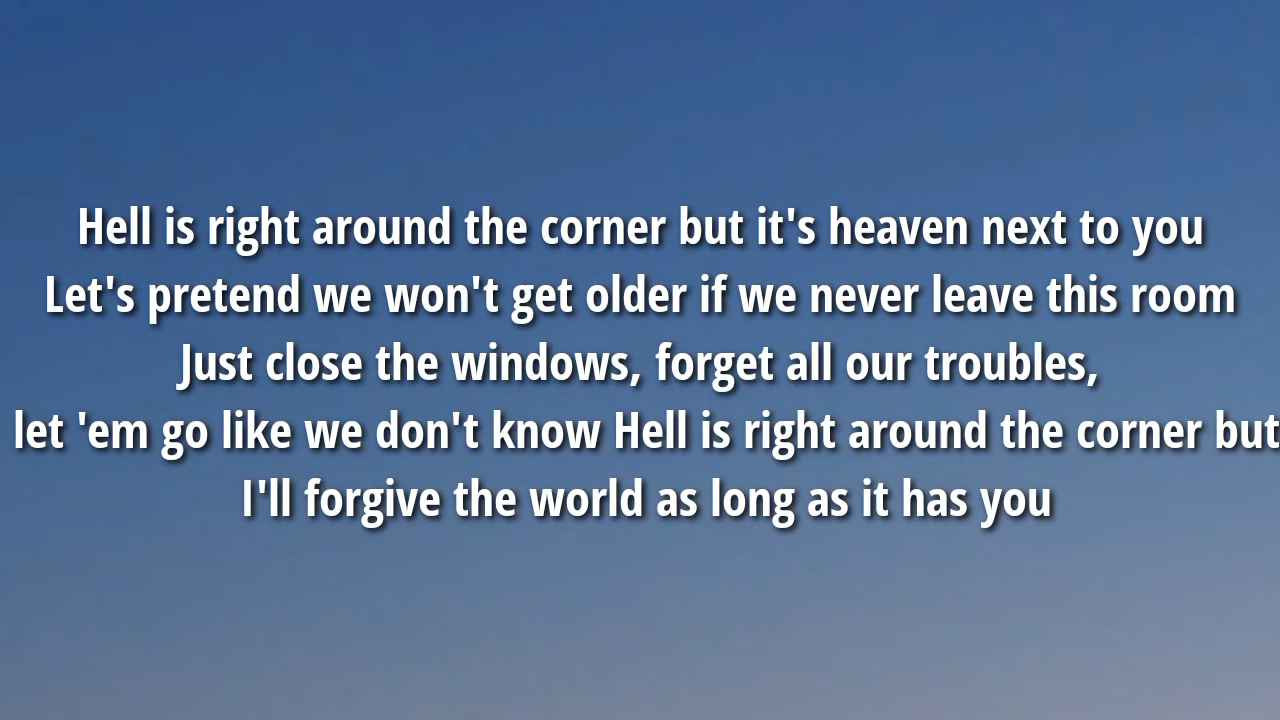 Hell is right around the corner but it's heaven next to you
Let's pretend we won't get older if we never leave this room
Just close the windows, forget all our troubles,
let 'em go like we don't know Hell is right around the corner but
I'll forgive the world as long as it has you